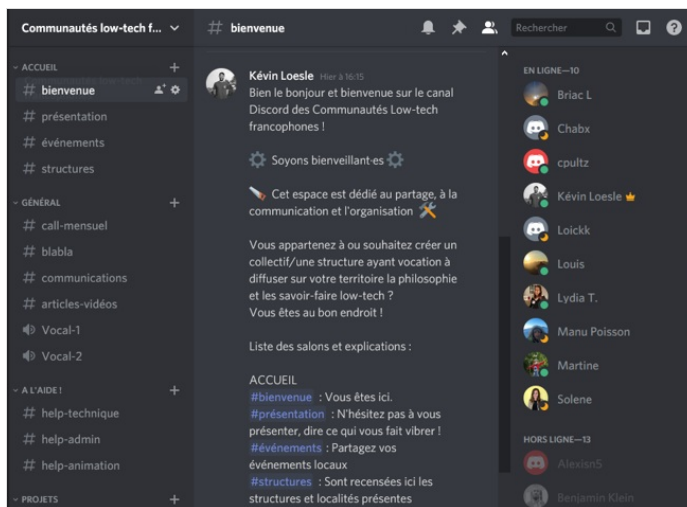 Communautés low-tech f...
# bienvenue
Rechercher
ACCUEIL
# bienvenue
# présentation
# événements
# structures
GÉNÉRAL
# call-mensuel
# blabla
# communications
# articles-vidéos
Vocal-1
Vocal-2
A L'AIDE !
# help-technique
# help-admin
# help-animation
PROJETS
Kévin Loesle Hier à 16:15
Bien le bonjour et bienvenue sur le canal
Discord des Communautés Low-tech
francophones !
Soyons bienveillant·es
Cet espace est dédié au partage, à la
communication et l'organisation
Vous appartenez à ou souhaitez créer un
collectif/une structure ayant vocation à
diffuser sur votre territoire la philosophie
et les savoir-faire low-tech ?
Vous êtes au bon endroit !
Liste des salons et explications :
ACCUEIL
#bienvenue : Vous êtes ici.
#présentation : N'hésitez pas à vous
présenter, dire ce qui vous fait vibrer !
#événements : Partagez vos
événements locaux
#structures : Sont recensées ici les
structures et localités présentes
EN LIGNE—10
Briac L
Chabx
cpultz
Kévin Loesle
Loickk
Louis
Lydia T.
Manu Poisson
Martine
Solene
HORS LIGNE—13
Alexisn5
Benjamin Klein